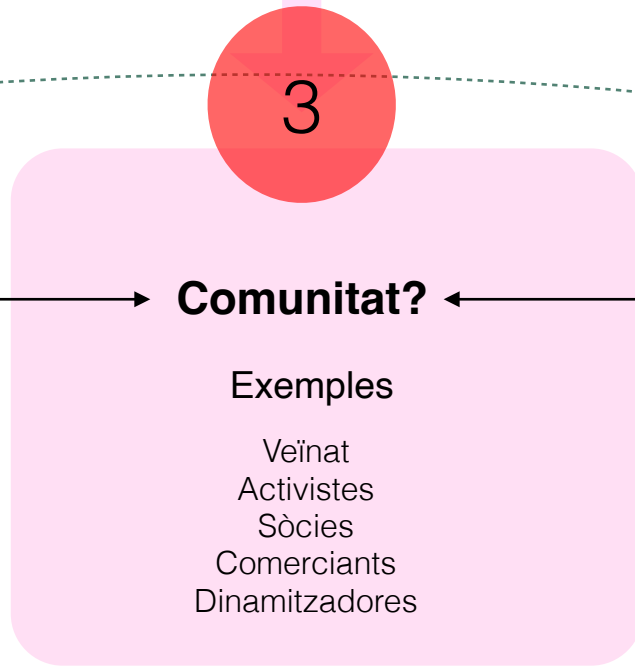 3
Comunitat?
Exemples
Veïnat
Activistes
Sòcies
Comerciants
Dinamitzadores